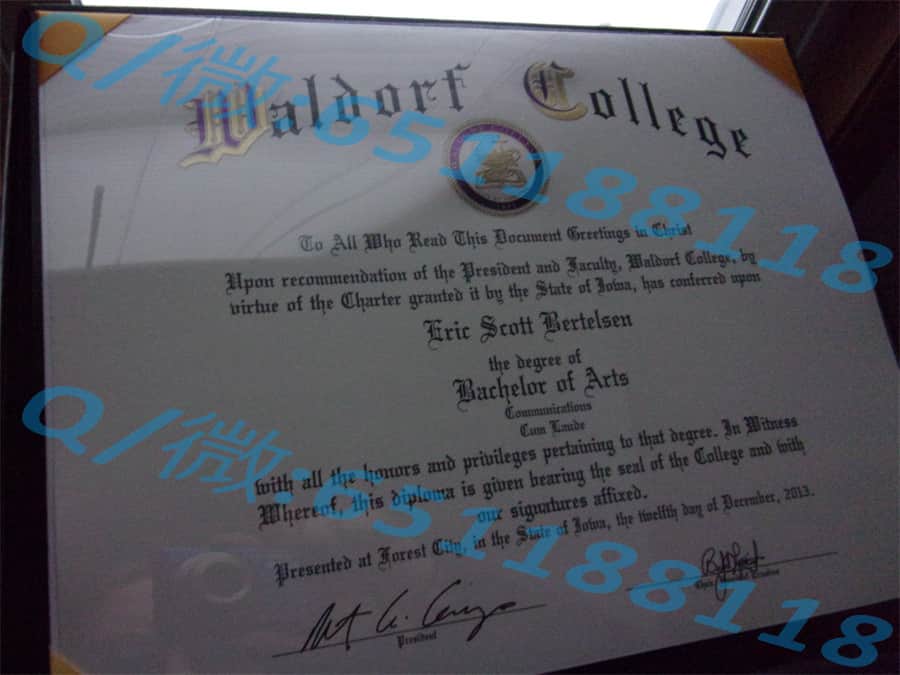 Waldorf College
Q/微:651188118
To All Who Read This Document Greetings in Christ
Upon recommendation of the President and Faculty, Waldorf College, by
virtue of the Charter granted it by the State of Iowa, has conferred upon
Eric Scott Bertelsen
the degree of
Bachelor of Arts
Communications
Cum Laude
with all the honors and privileges pertaining to that degree. In Witness
Whereof, this diploma is given bearing the seal of the College and with
our signatures affixed.
Presented at Forest City, in the State of Iowa, the twelfth day of December, 2013.
Q/微:651188118
President